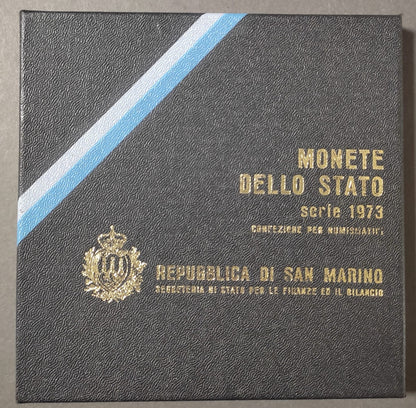 MONETE
DELLO STATO
serie 1973
CONFEZIONE PER NUMISMATICI
REPUBBLICA DI SAN MARINO
SEGRETERIA DI STATO PER LE FINANZE ED IL BILANCIO